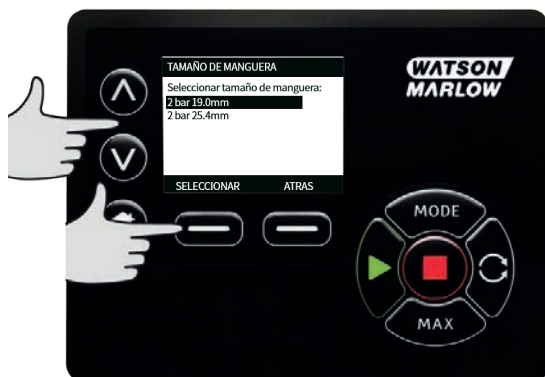 TAMAÑO DE MANGUERA
Seleccionar tamaño de manguera:
2 bar 19.0mm
2 bar 25.4mm
SELECCIONAR ATRAS
WATSON
MARLOW
MODE
MAX